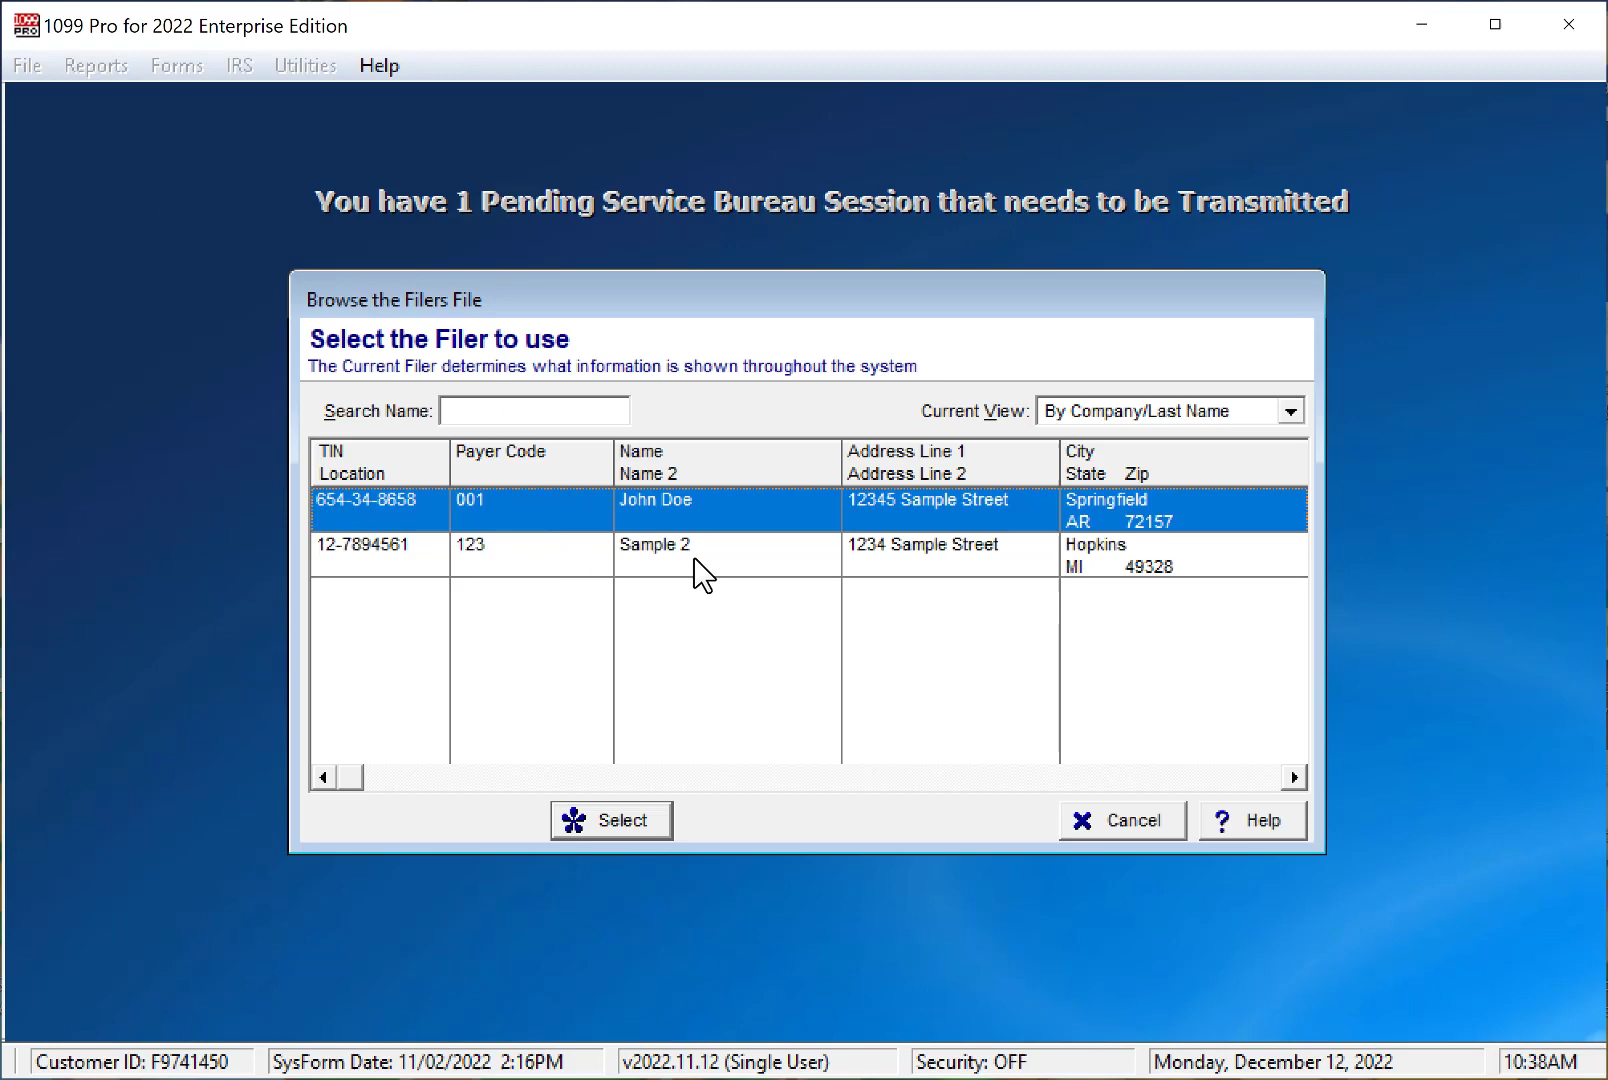 1099 PRO 1099 Pro for 2022 Enterprise Edition
File Reports Forms IRS Utilities Help
You have 1 Pending Service Bureau Session that needs to be Transmitted
Browse the Filers File
Select the Filer to use
The Current Filer determines what information is shown throughout the system
Search Name: Current View: By Company/Last Name
TIN Payer Code Name Address Line 1 City
Location Name 2 Address Line 2 State Zip
654-34-8658 001 John Doe 12345 Sample Street Springfield
AR 72157
12-7894561 123 Sample 2 1234 Sample Street Hopkins
MI 49328
Select Cancel ? Help
Customer ID: F9741450 SysForm Date: 11/02/2022 2:16PM v2022.11.12 (Single User) Security: OFF Monday, December 12, 2022 10:38AM